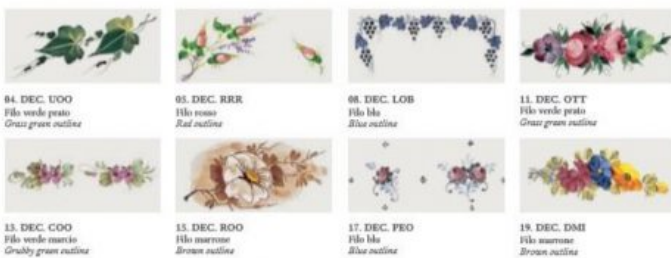 04. DEC. UOO
Filo verde prato
Grass green outline
05. DEC. RRR
Filo rosso
Red outline
08. DEC. LOB
Filo blu
Blue outline
11. DEC. OTT
Filo verde prato
Grass green outline
13. DEC. COO
Filo verde marcio
Grubby green outline
15. DEC. ROO
Filo marrone
Brown outline
17. DEC. PEO
Filo blu
Blue outline
19. DEC. DMI
Filo marrone
Brown outline